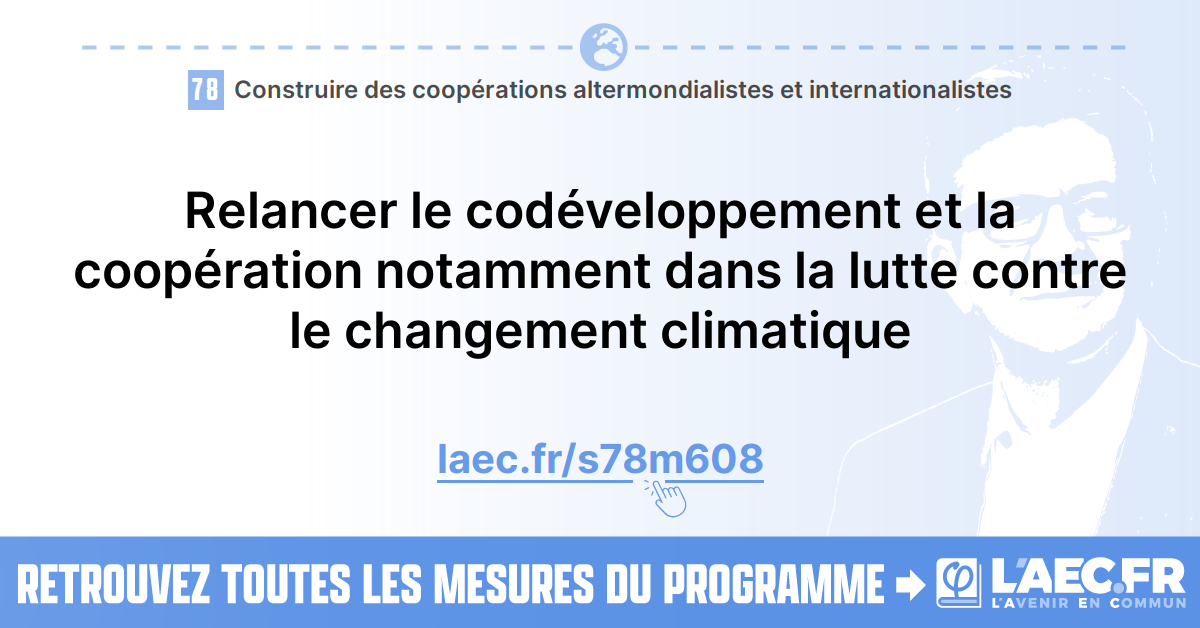 78 Construire des coopérations altermondialistes et internationalistes
Relancer le codéveloppement et la
coopération notamment dans la lutte contre
le changement climatique
laec.fr/s78m608
RETROUVEZ TOUTES LES MESURES DU PROGRAMME L'AEC.FR
L'AVENIR EN COMMUN